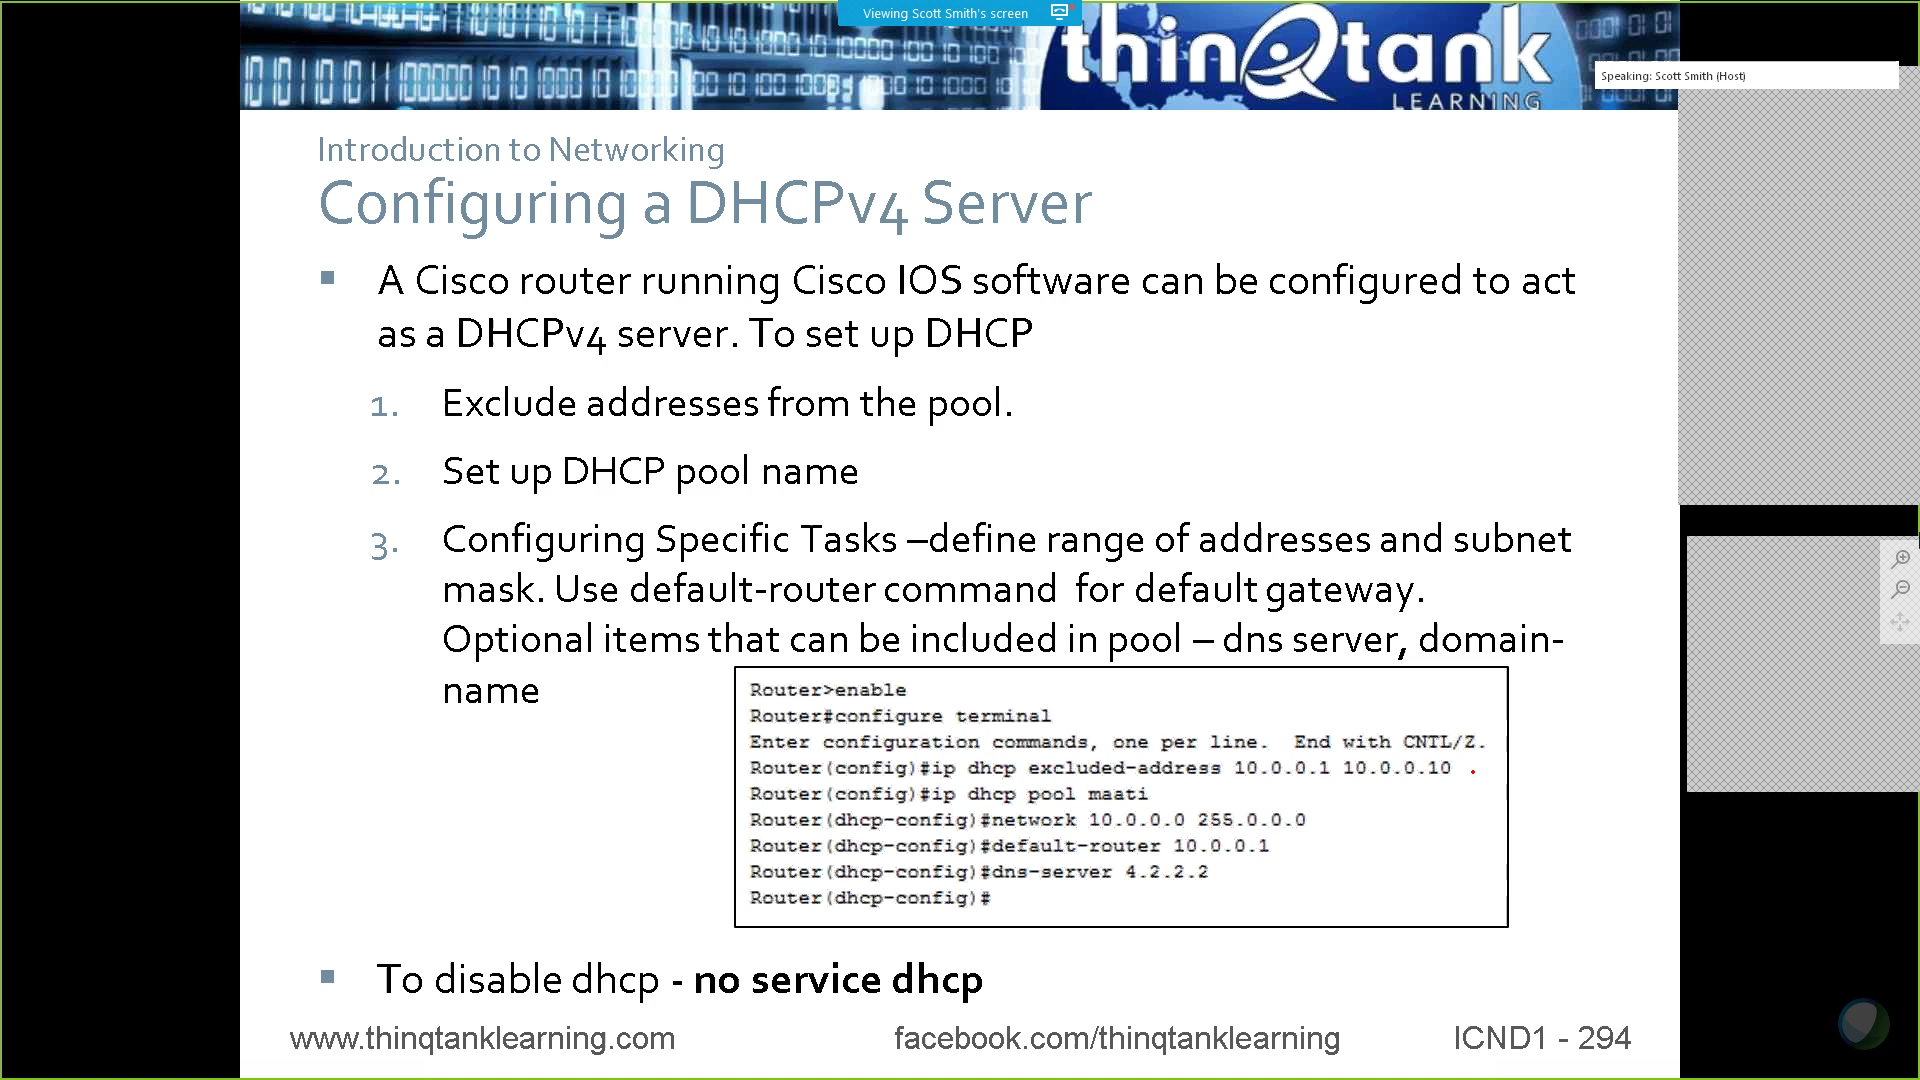 Viewing Scott Smith's screen
thinQtank
LEARNING
Speaking: Scott Smith (Host)
Introduction to Networking
Configuring a DHCPv4 Server
▪ A Cisco router running Cisco IOS software can be configured to act
as a DHCPv4 server. To set up DHCP
1. Exclude addresses from the pool.
2. Set up DHCP pool name
3. Configuring Specific Tasks –define range of addresses and subnet
mask. Use default-router command for default gateway.
Optional items that can be included in pool – dns server, domain-
name
Router>enable
Router#configure terminal
Enter configuration commands, one per line. End with CNTL/Z.
Router(config)#ip dhcp excluded-address 10.0.0.1 10.0.0.10
Router(config)#ip dhcp pool maati
Router(dhcp-config)#network 10.0.0.0 255.0.0.0
Router(dhcp-config)#default-router 10.0.0.1
Router(dhcp-config)#dns-server 4.2.2.2
Router(dhcp-config)#
▪ To disable dhcp - no service dhcp
www.thinqtanklearning.com
facebook.com/thinqtanklearning
ICND1 - 294